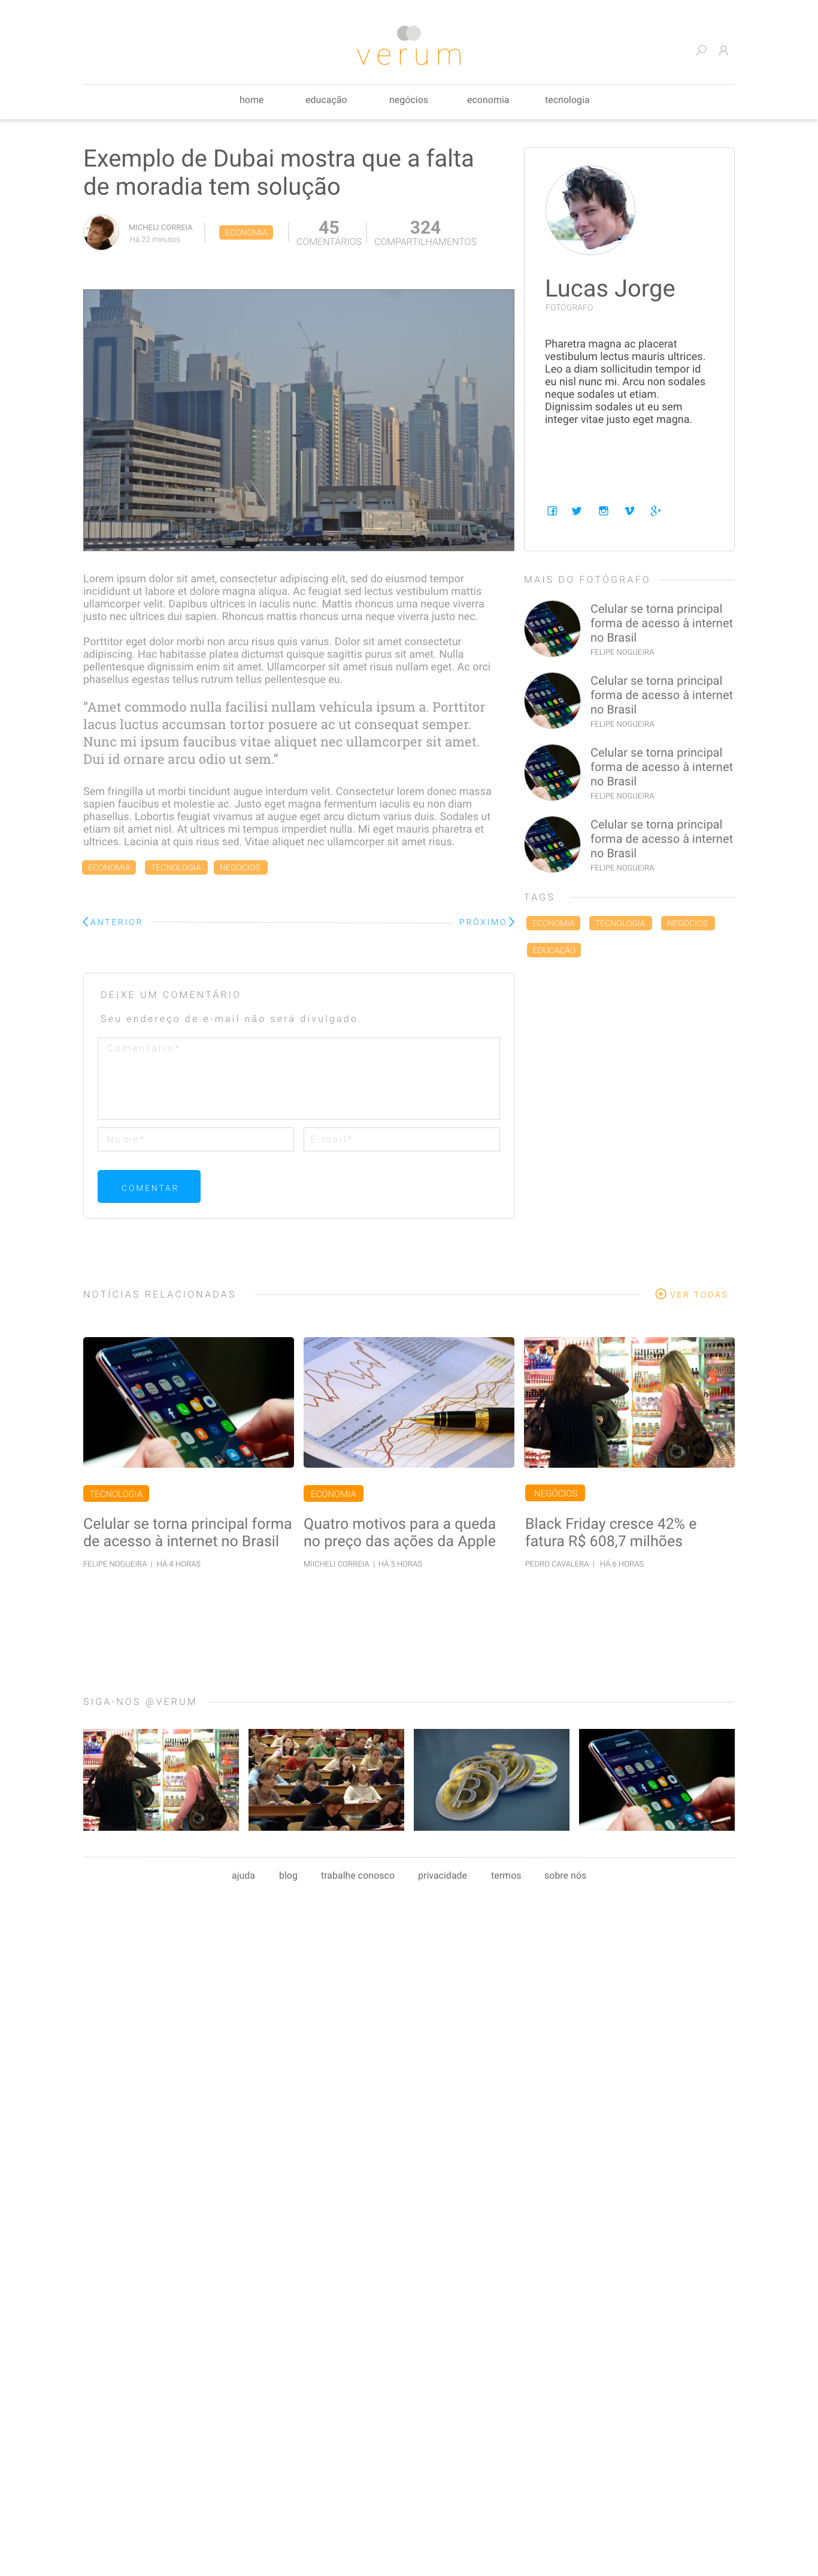 verum
home educação negócios economia tecnologia
Exemplo de Dubai mostra que a falta
de moradia tem solução
MICHELI CORREIA
Há 22 minutos
ECONOMIA
45
COMENTÁRIOS
324
COMPARTILHAMENTOS
Lorem ipsum dolor sit amet, consectetur adipiscing elit, sed do eiusmod tempor
incididunt ut labore et dolore magna aliqua. Ac feugiat sed lectus vestibulum mattis
ullamcorper velit. Dapibus ultrices in iaculis nunc. Mattis rhoncus urna neque viverra
justo nec ultrices dui sapien. Rhoncus mattis rhoncus urna neque viverra justo nec.
Porttitor eget dolor morbi non arcu risus quis varius. Dolor sit amet consectetur
adipiscing. Hac habitasse platea dictumst quisque sagittis purus sit amet. Nulla
pellentesque dignissim enim sit amet. Ullamcorper sit amet risus nullam eget. Ac orci
phasellus egestas tellus rutrum tellus pellentesque eu.
"Amet commodo nulla facilisi nullam vehicula ipsum a. Porttitor
lacus luctus accumsan tortor posuere ac ut consequat semper.
Nunc mi ipsum faucibus vitae aliquet nec ullamcorper sit amet.
Dui id ornare arcu odio ut sem."
Sem fringilla ut morbi tincidunt augue interdum velit. Consectetur lorem donec massa
sapien faucibus et molestie ac. Justo eget magna fermentum iaculis eu non diam
phasellus. Lobortis feugiat vivamus at augue eget arcu dictum varius duis. Sodales ut
etiam sit amet nisl. At ultrices mi tempus imperdiet nulla. Mi eget mauris pharetra et
ultrices. Lacinia at quis risus sed. Vitae aliquet nec ullamcorper sit amet risus.
ECONOMIA TECNOLOGIA NEGÓCIOS
ANTERIOR PRÓXIMO
DEIXE UM COMENTÁRIO
Seu endereço de e-mail não será divulgado.
Comentário*
Nome* E-mail*
COMENTAR
Lucas Jorge
FOTÓGRAFO
Pharetra magna ac placerat
vestibulum lectus mauris ultrices.
Leo a diam sollicitudin tempor id
eu nisl nunc mi. Arcu non sodales
neque sodales ut etiam.
Dignissim sodales ut eu sem
integer vitae justo eget magna.
MAIS DO FOTÓGRAFO
Celular se torna principal
forma de acesso à internet
no Brasil
FELIPE NOGUEIRA
Celular se torna principal
forma de acesso à internet
no Brasil
FELIPE NOGUEIRA
Celular se torna principal
forma de acesso à internet
no Brasil
FELIPE NOGUEIRA
Celular se torna principal
forma de acesso à internet
no Brasil
FELIPE NOGUEIRA
TAGS
ECONOMIA TECNOLOGIA NEGÓCIOS
EDUCAÇÃO
NOTÍCIAS RELACIONADAS
VER TODAS
TECNOLOGIA
Celular se torna principal forma
de acesso à internet no Brasil
FELIPE NOGUEIRA | HÁ 4 HORAS
ECONOMIA
Quatro motivos para a queda
no preço das ações da Apple
MIICHELI CORREIA |. HÁ 5 HORAS
NEGÓCIOS
Black Friday cresce 42% e
fatura R$ 608,7 milhões
PEDRO CAVALERA | HÁ 6 HORAS
SIGA-NOS @VERUM
ajuda blog trabalhe conosco privacidade termos sobre nós